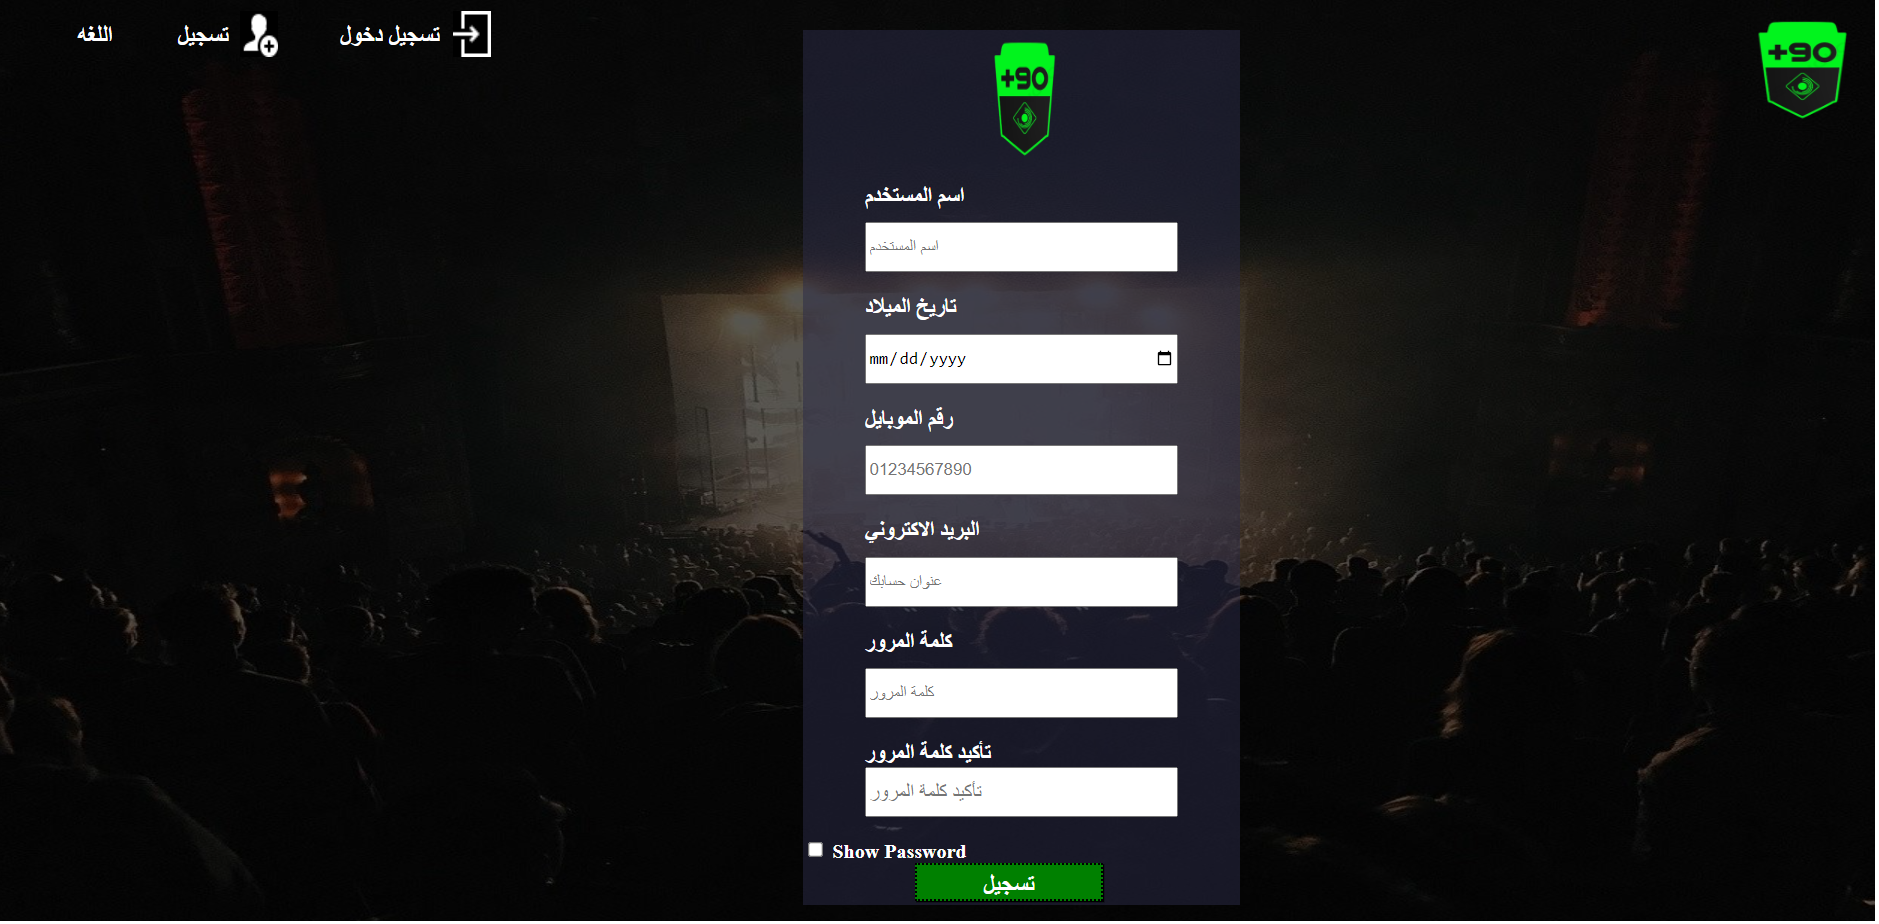 +90
تسجيل دخول
تسجيل
اللغه
+90
اسم المستخدم
اسم المستخدم
تاريخ الميلاد
mm/dd/yyyy
رقم الموبايل
01234567890
البريد الاكتروني
عنوان حسابك
كلمة المرور
كلمة المرور
تأكيد كلمة المرور
تأكيد كلمة المرور
Show Password
تسجيل